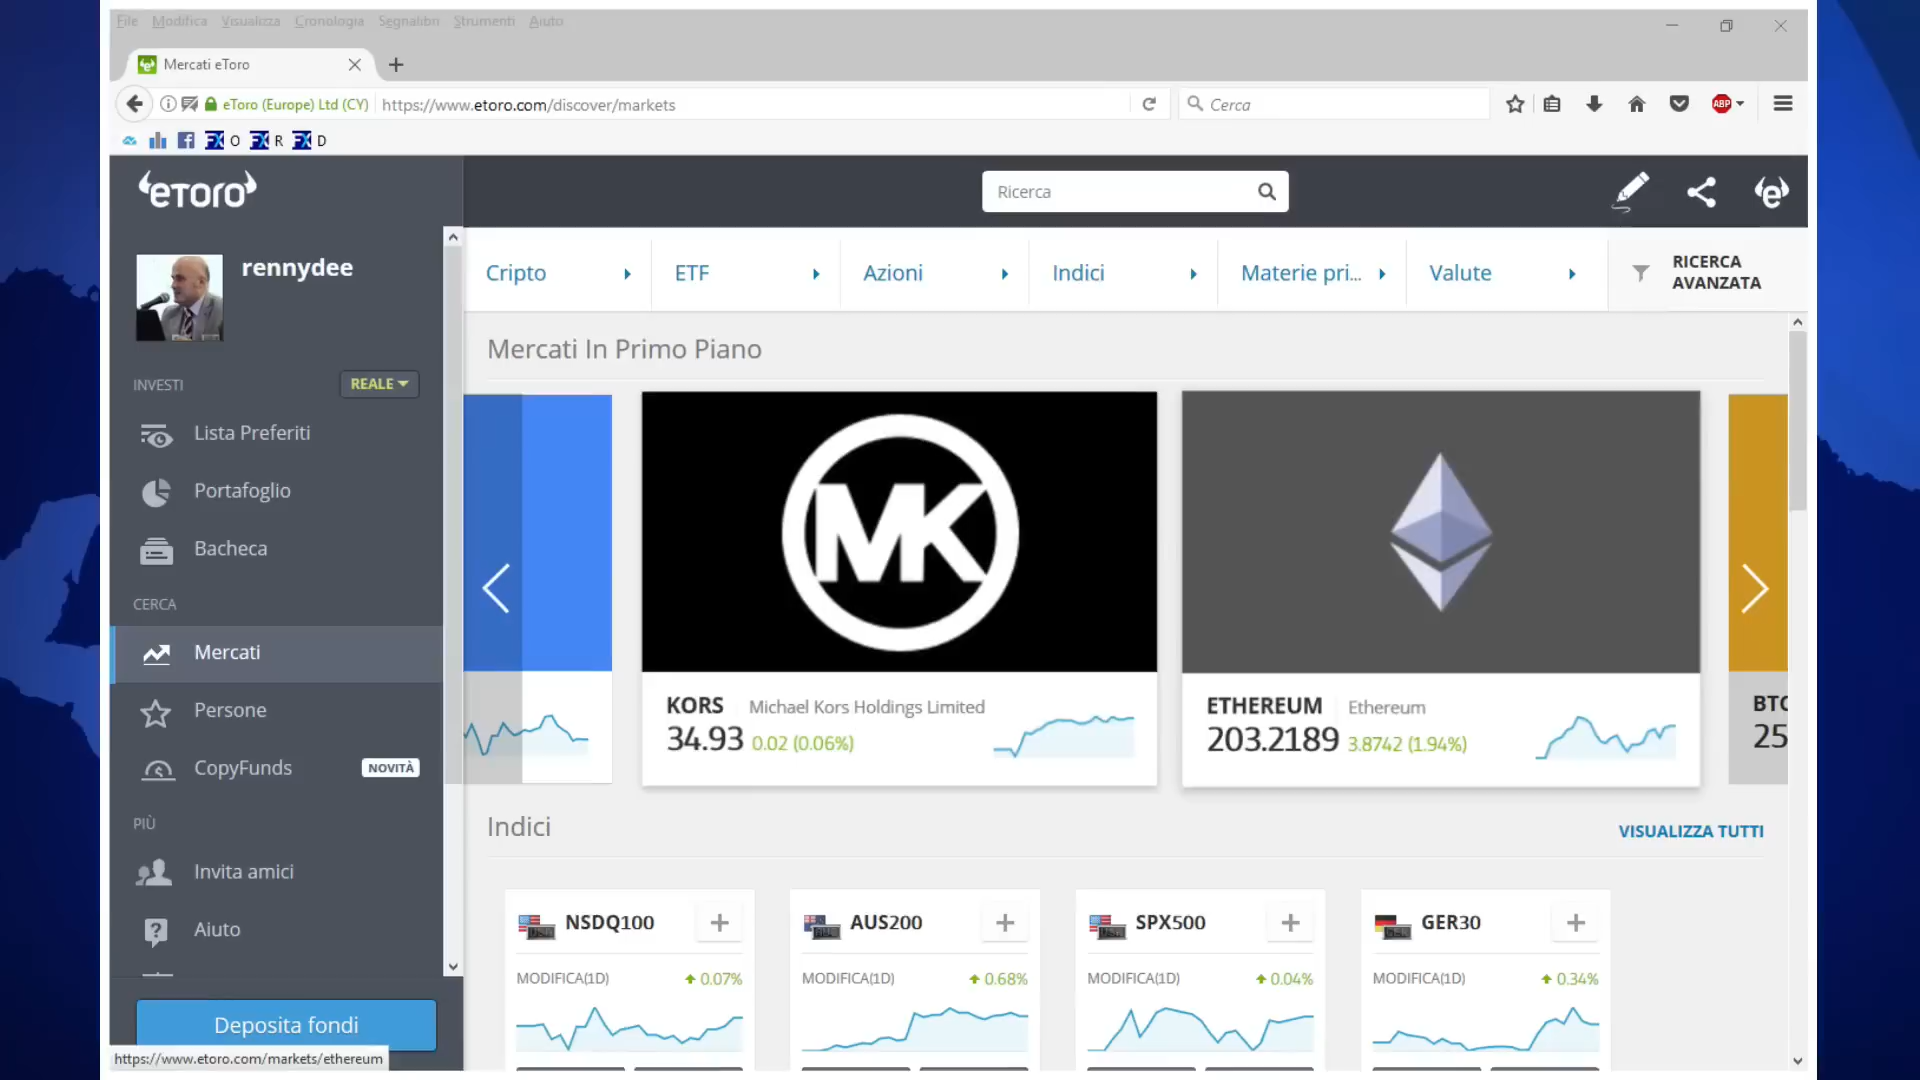 File Modifica Visualizza Cronologia Segnalibri Strumenti Aiuto
Mercati eToro
eToro (Europe) Ltd (CY)
https://www.etoro.com/discover/markets
Cerca
ABP
FX O FX R FX D
eToro
Ricerca
rennydee
Cripto
ETF
Azioni
Indici
Materie pri...
Valute
RICERCA
AVANZATA
INVESTI
REALE
Lista Preferiti
Portafoglio
Bacheca
CERCA
Mercati
Persone
CopyFunds
NOVITÀ
PIÙ
Invita amici
Aiuto
Deposita fondi
https://www.etoro.com/markets/ethereum
Mercati In Primo Piano
MK
KORS Michael Kors Holdings Limited
34.93 0.02 (0.06%)
ETHEREUM Ethereum
203.2189 3.8742 (1.94%)
BTC
25
Indici
VISUALIZZA TUTTI
NSDQ100
MODIFICA(1D) 0.07%
AUS200
MODIFICA(1D) 0.68%
SPX500
MODIFICA(1D) 0.04%
GER30
MODIFICA(1D) 0.34%